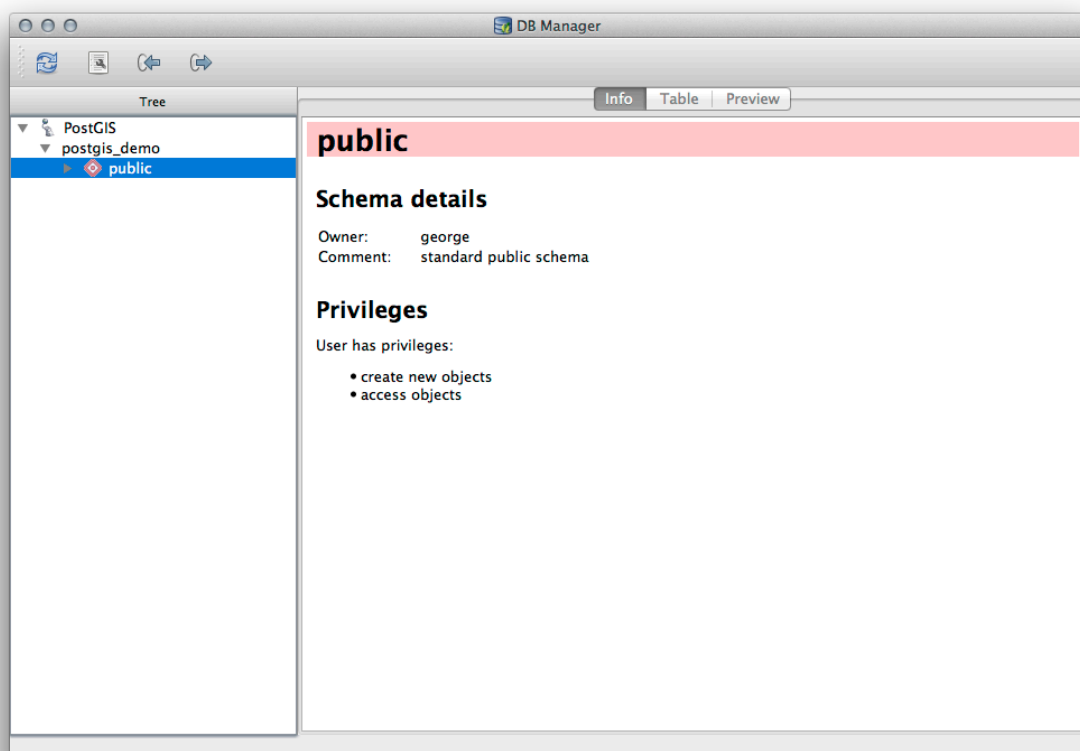 DB Manager
Tree
Info Table Preview
PostGIS
postgis_demo
public
public
Schema details
Owner: george
Comment: standard public schema
Privileges
User has privileges:
• create new objects
• access objects